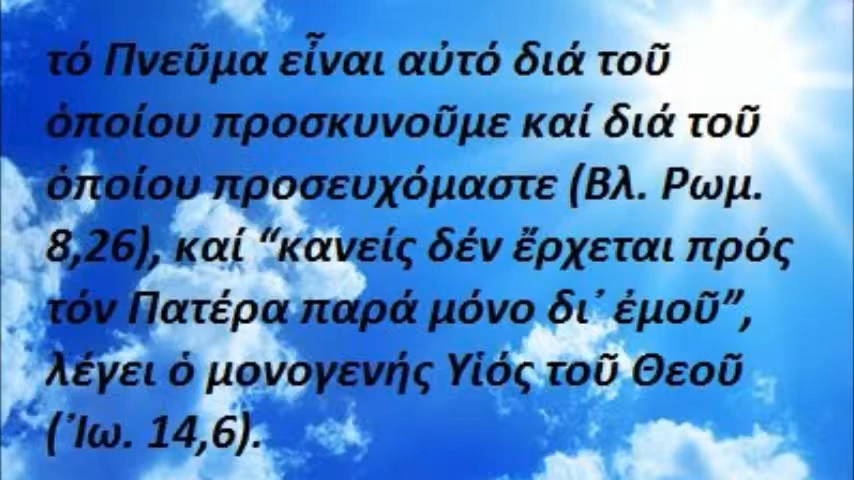 τό Πνεῦμα εἶναι αὐτό διά τοῦ
ὁποίου προσκυνοῦμε καί διά τοῦ
ὁποίου προσευχόμαστε (Βλ. Ρωμ.
8,26), καί “κανείς δέν ἔρχεται πρός
τόν Πατέρα παρά μόνο δι᾿ ἐμοῦ”,
λέγει ὁ μονογενής Υἱός τοῦ Θεοῦ
(᾿Ιω. 14,6).